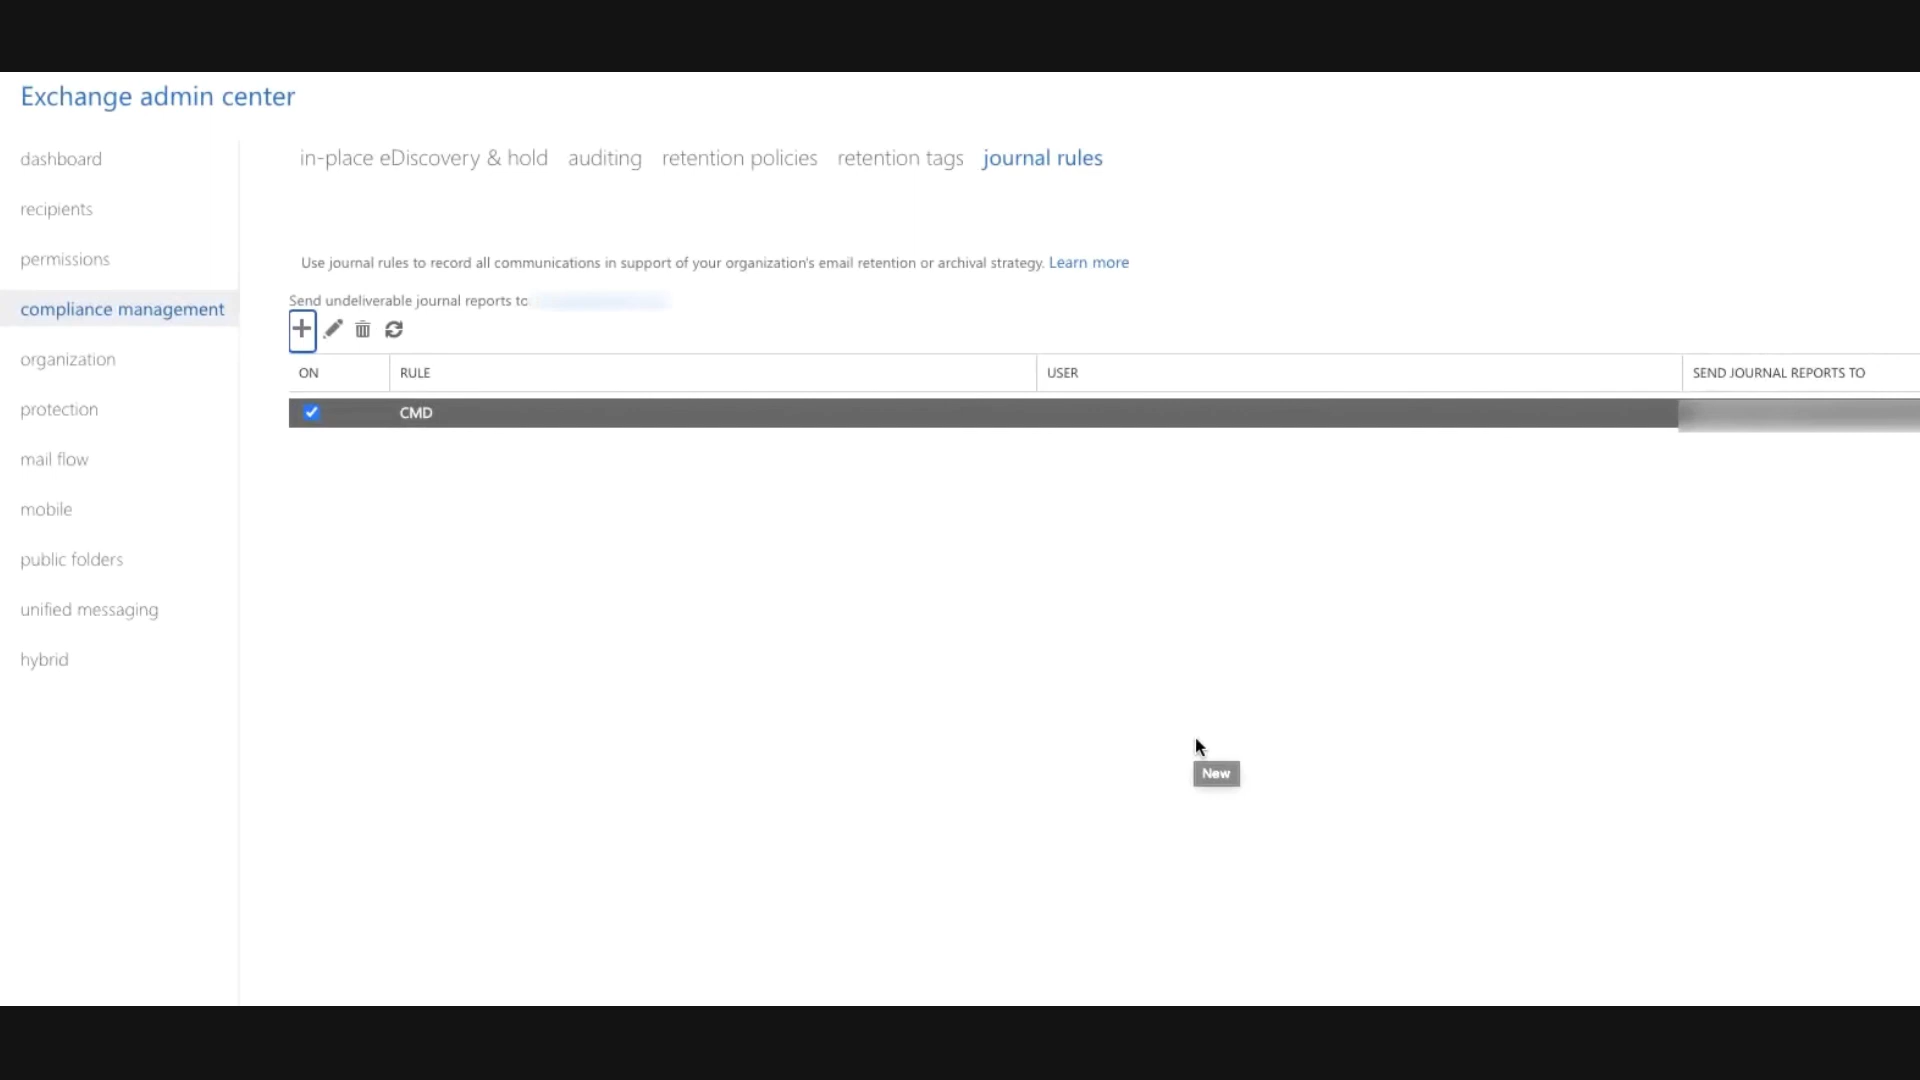 Exchange admin center
dashboard
recipients
permissions
compliance management
organization
protection
mail flow
mobile
public folders
unified messaging
hybrid
in-place eDiscovery & hold auditing retention policies retention tags journal rules
Use journal rules to record all communications in support of your organization's email retention or archival strategy. Learn more
Send undeliverable journal reports to
ON RULE USER SEND JOURNAL REPORTS TO
CMD
New